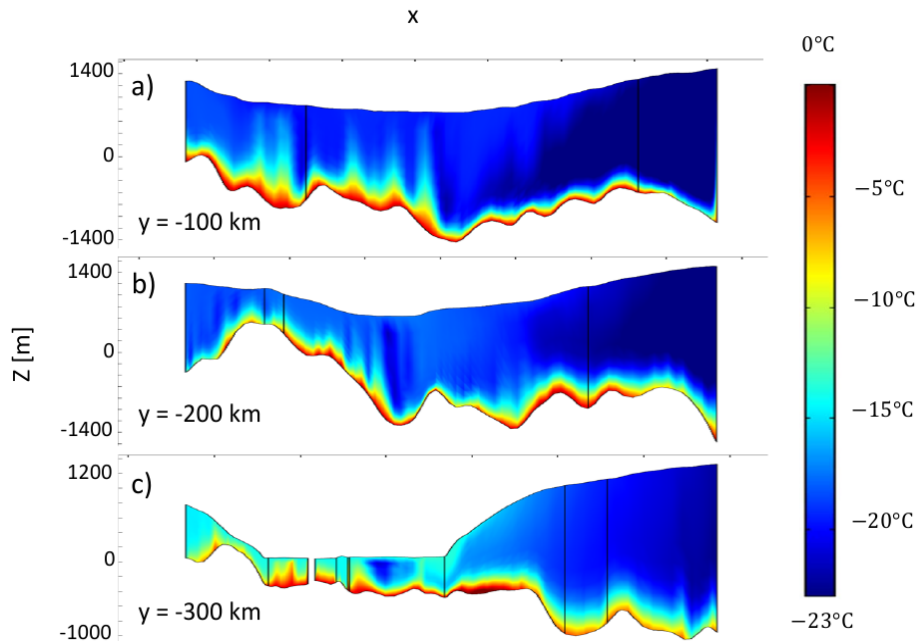 x
0°C
1400
a)
0
−5°C
y = -100 km
-1400
1400
b)
−10°C
Z [m]
0
−15°C
y = -200 km
-1400
1200
c)
−20°C
0
y = -300 km
−23°C
-1000